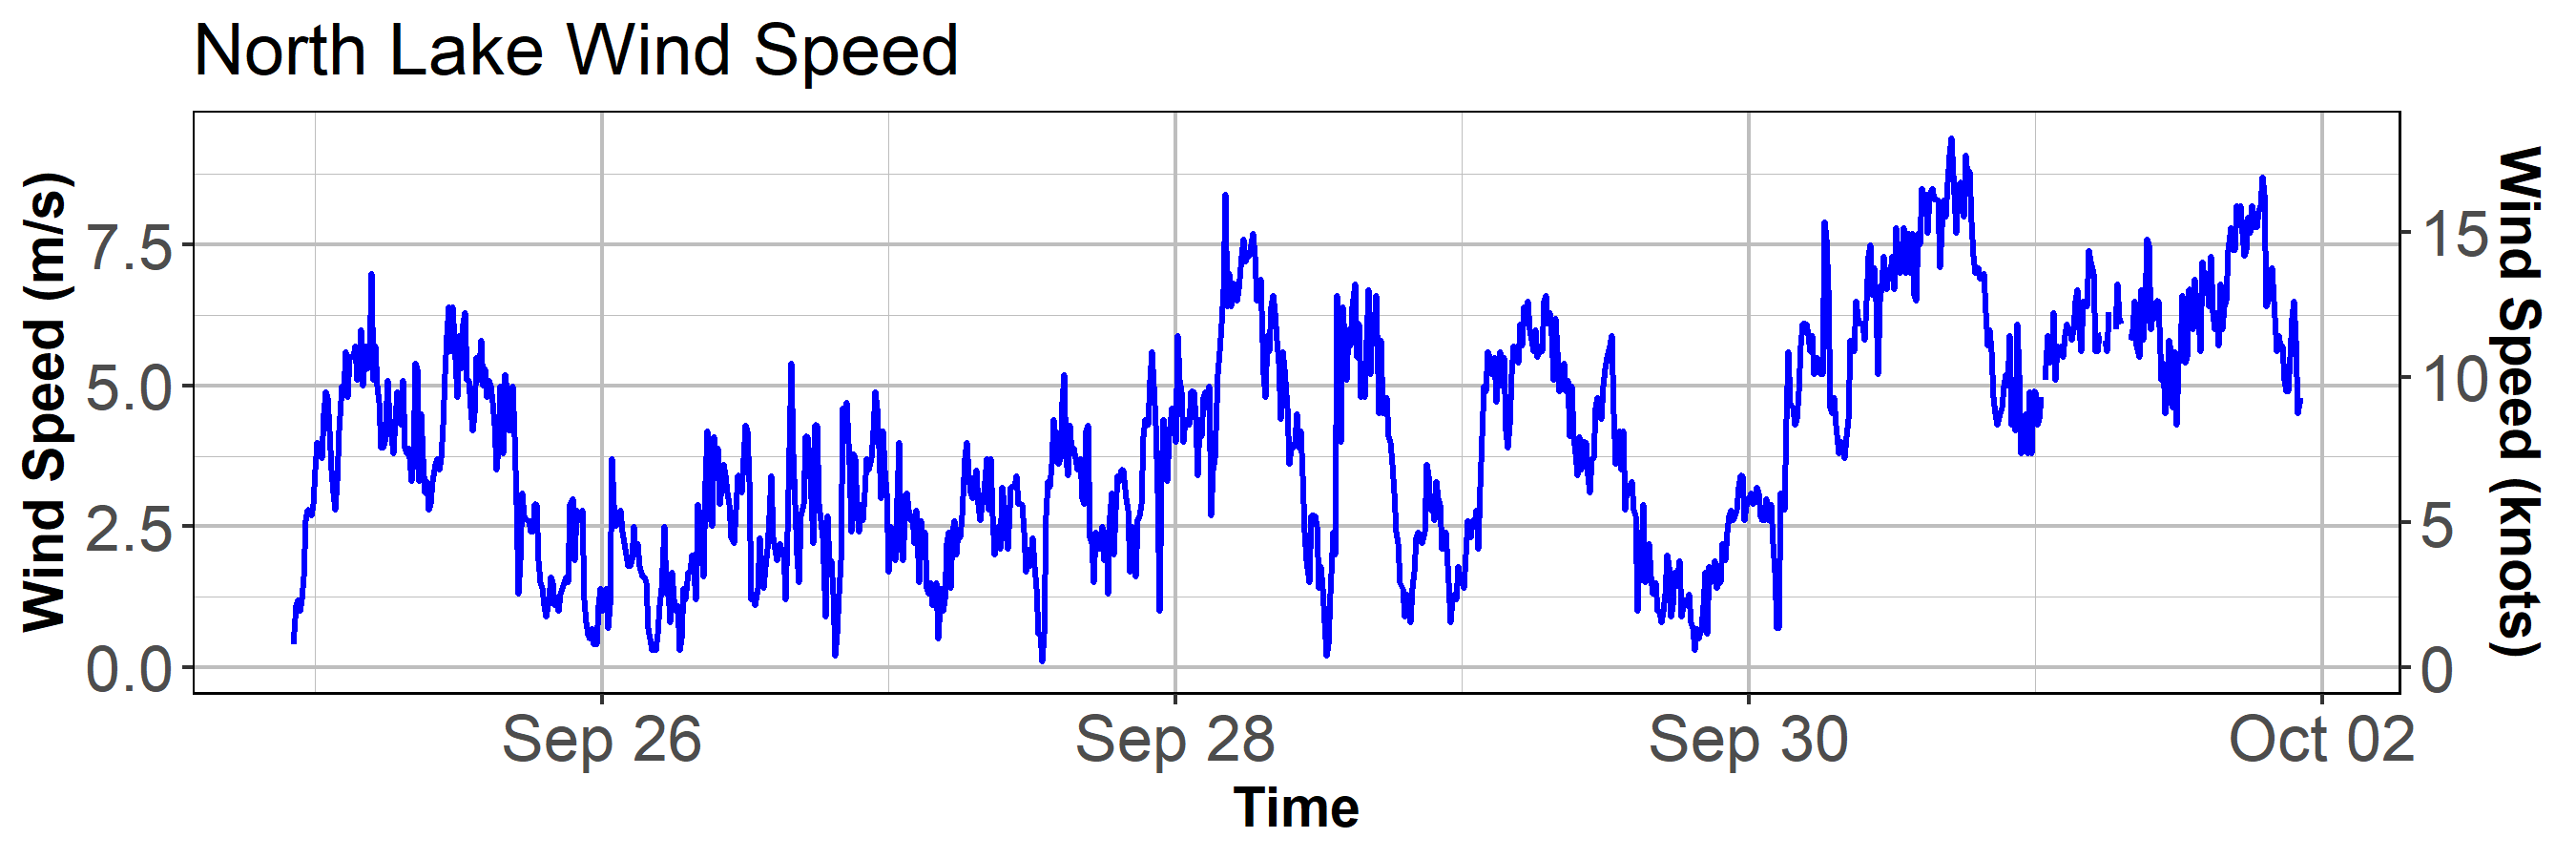 North Lake Wind Speed
Wind Speed (m/s)
7.5
5.0
2.5
0.0
15
10
5
0
Wind Speed (knots)
Sep 26
Sep 28
Sep 30
Oct 02
Time